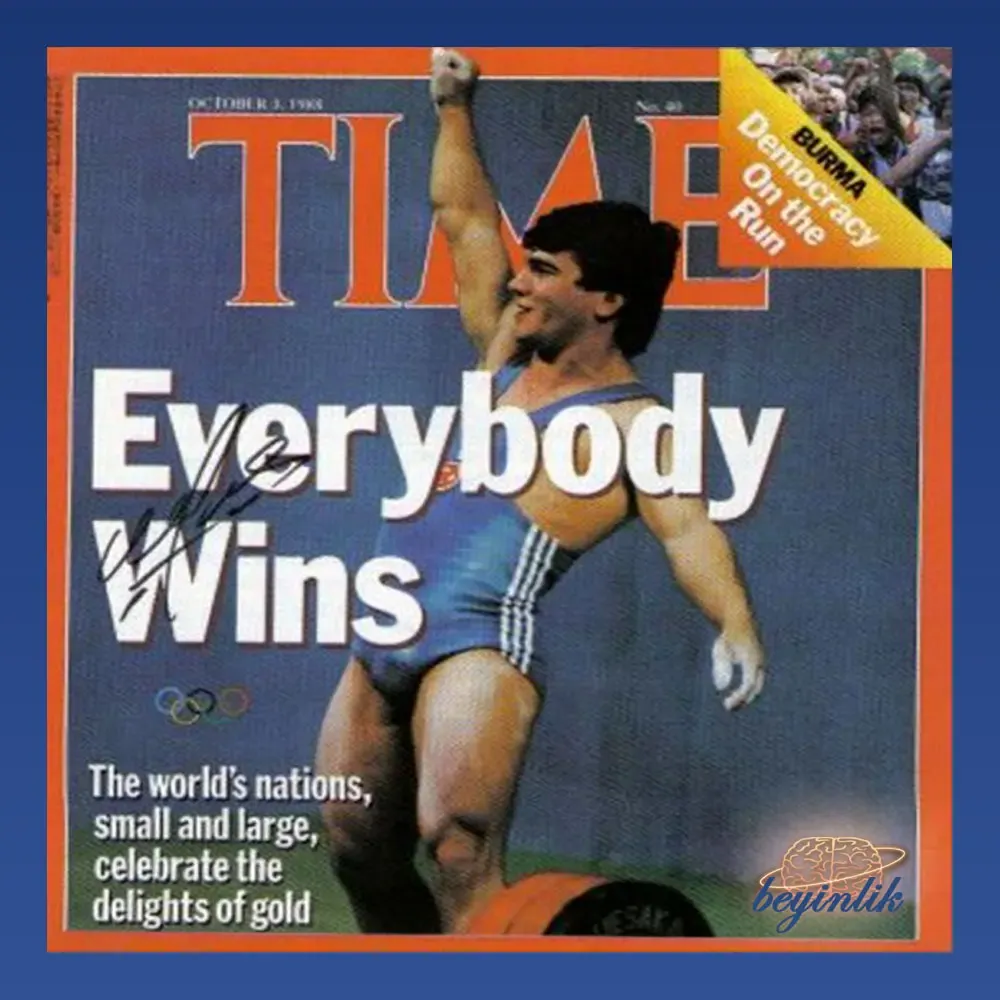 OCTOBER 3, 1988
No. 40
TIME
BURMA
Democracy
On the
Run
Everybody
Wins
The world's nations,
small and large,
celebrate the
delights of gold
UESAKA
beyinlik